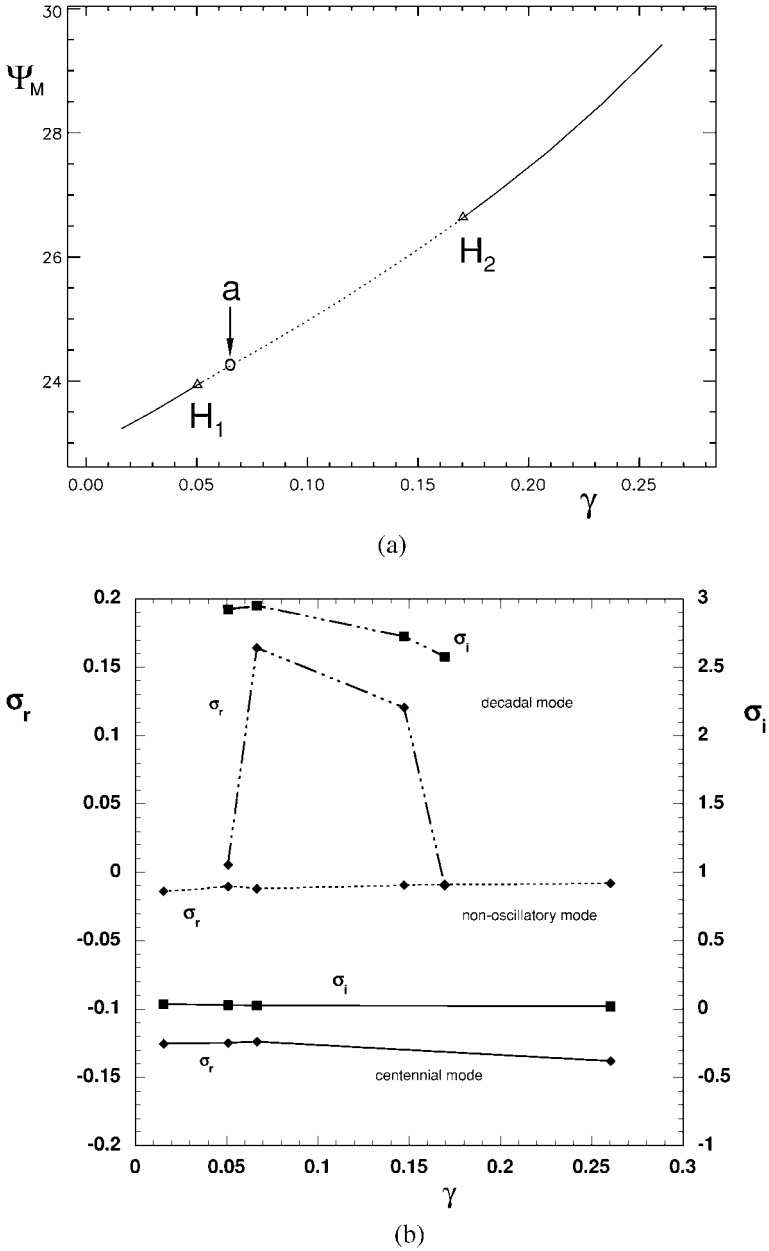 30
Ψ_M
28
26
H₂
a
24
H₁
0.00 0.05 0.10 0.15 0.20 0.25
γ
(a)
0.2 3
σ_i
0.15 2.5
σ_r σ_r decadal mode σ_i
0.1 2
0.05 1.5
0 1
σ_r non-oscillatory mode
-0.05 0.5
σ_i
-0.1 0
σ_r centennial mode
-0.15 -0.5
-0.2 -1
0 0.05 0.1 0.15 0.2 0.25 0.3
γ
(b)